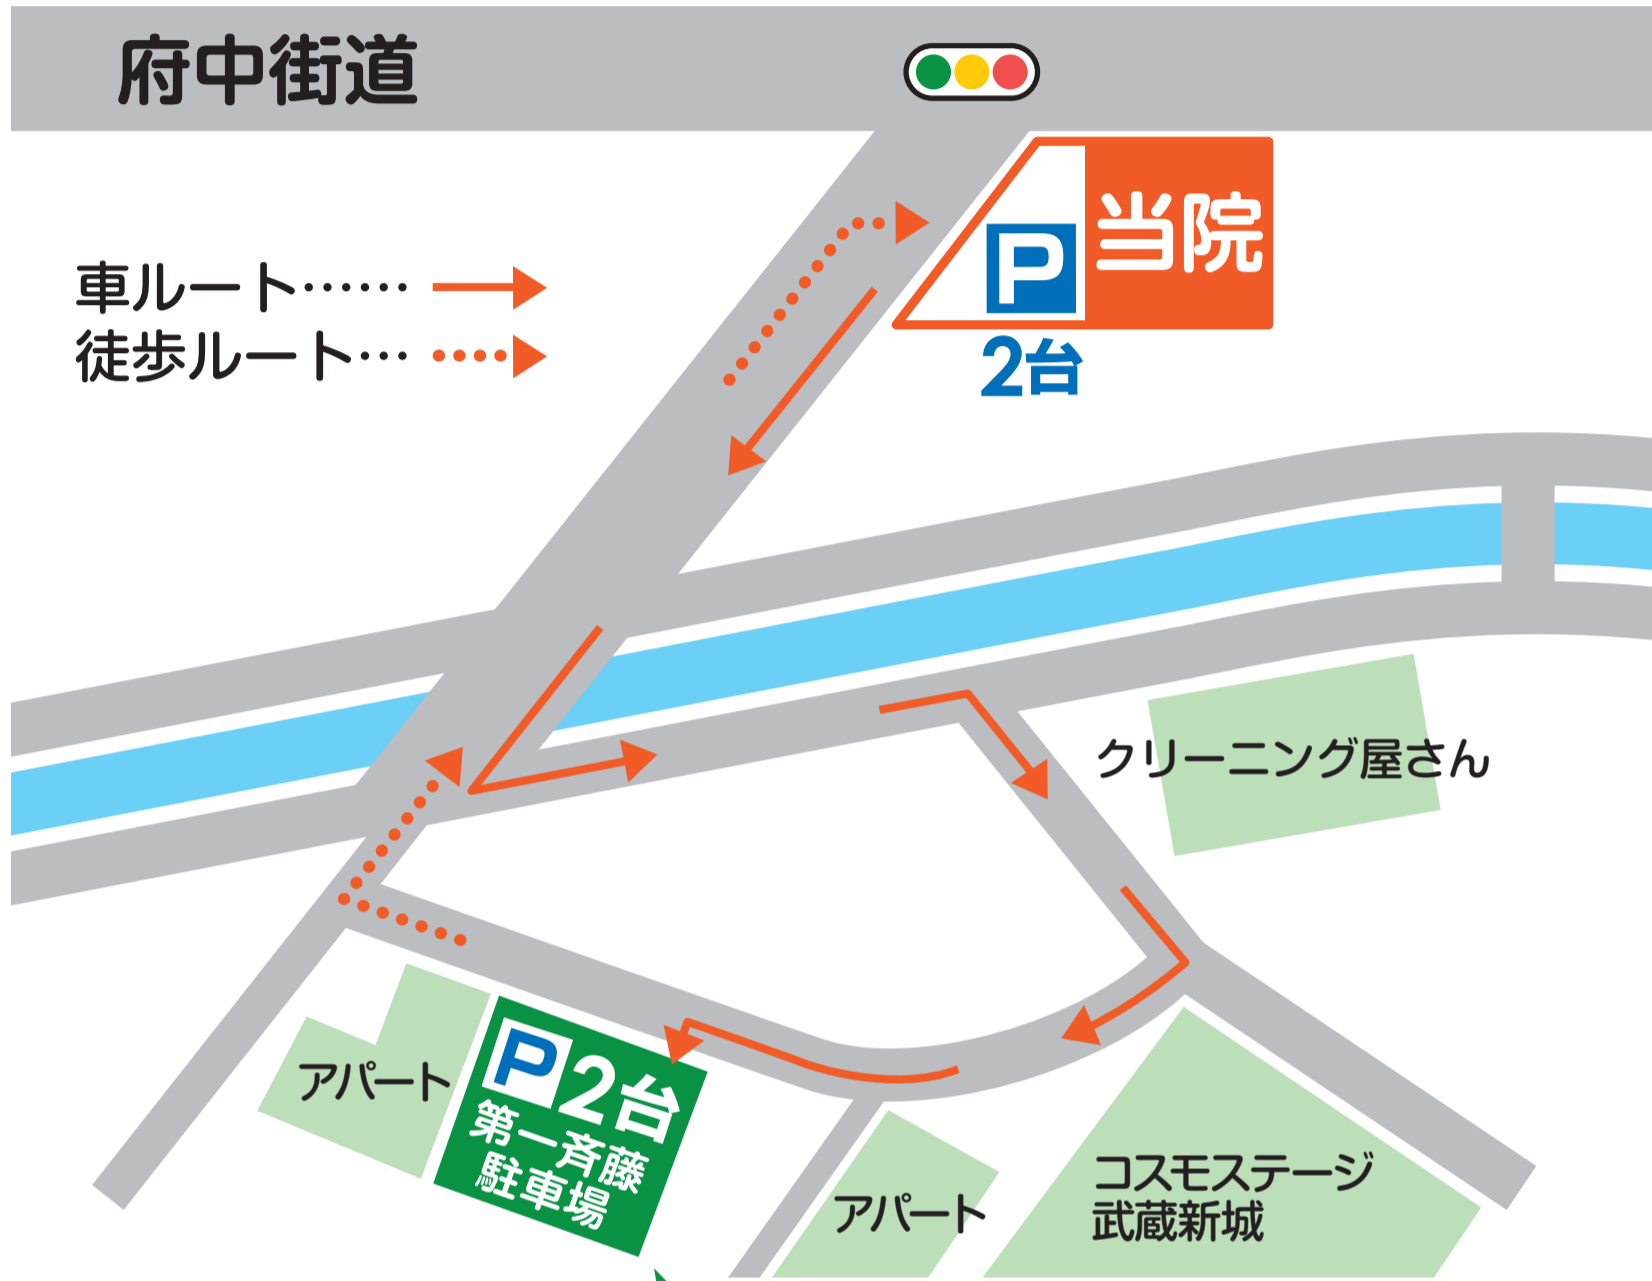 府中街道
当院
P
2台
車ルート……
徒歩ルート…
クリーニング屋さん
アパート
P2台
第一斉藤
駐車場
アパート
コスモステージ
武蔵新城